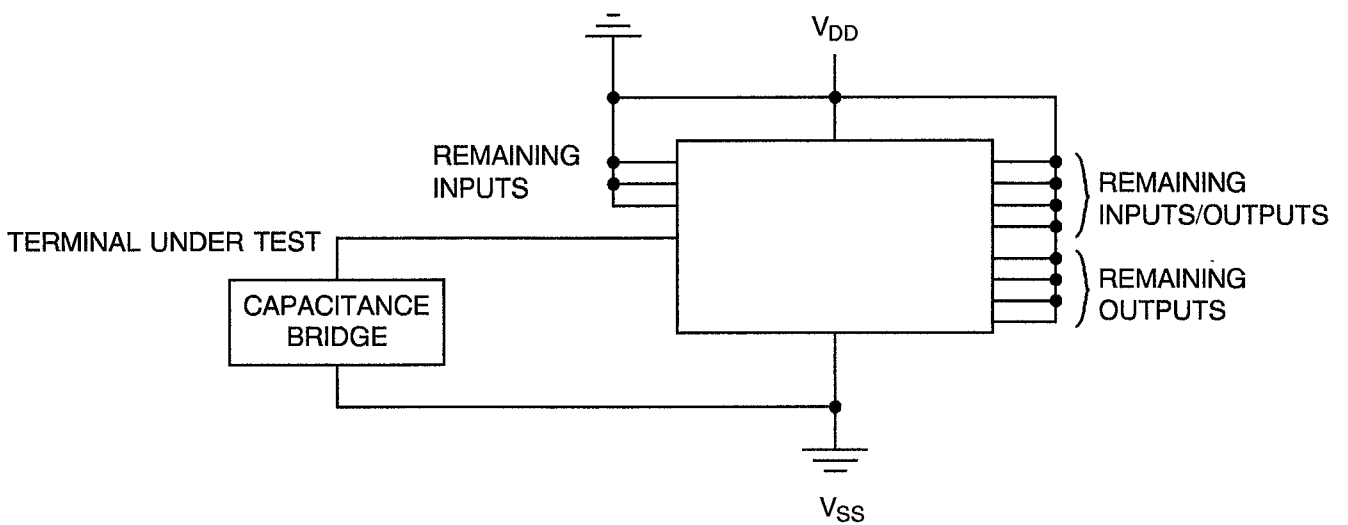 V_DD
REMAINING
INPUTS
REMAINING
INPUTS/OUTPUTS
TERMINAL UNDER TEST
REMAINING
OUTPUTS
CAPACITANCE
BRIDGE
V_SS